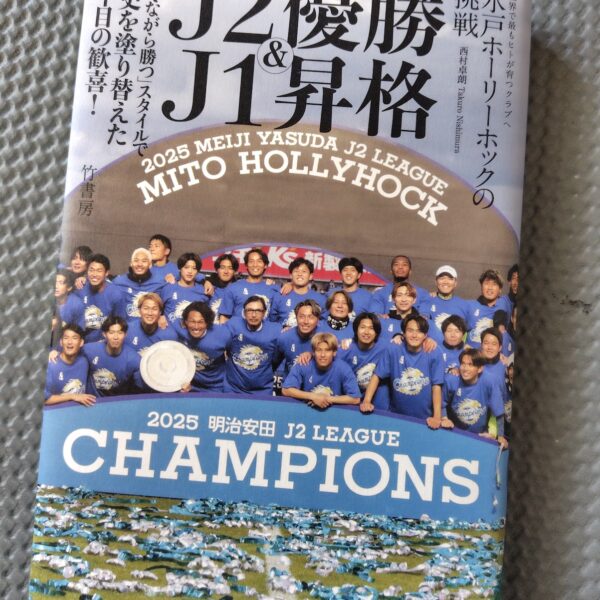 界で最もヒトが育つクラブへ
水戸ホーリーホックの
挑戦
西村卓朗 Takuro Nishimura
J2優勝
&
J1昇格
ながら勝つ」スタイルで
史を塗り替えた
目の歓喜!
竹書房
2025 MEIJI YASUDA J2 LEAGUE
MITO HOLLYHOCK
K's
新製
2025 明治安田 J2 LEAGUE
CHAMPIONS